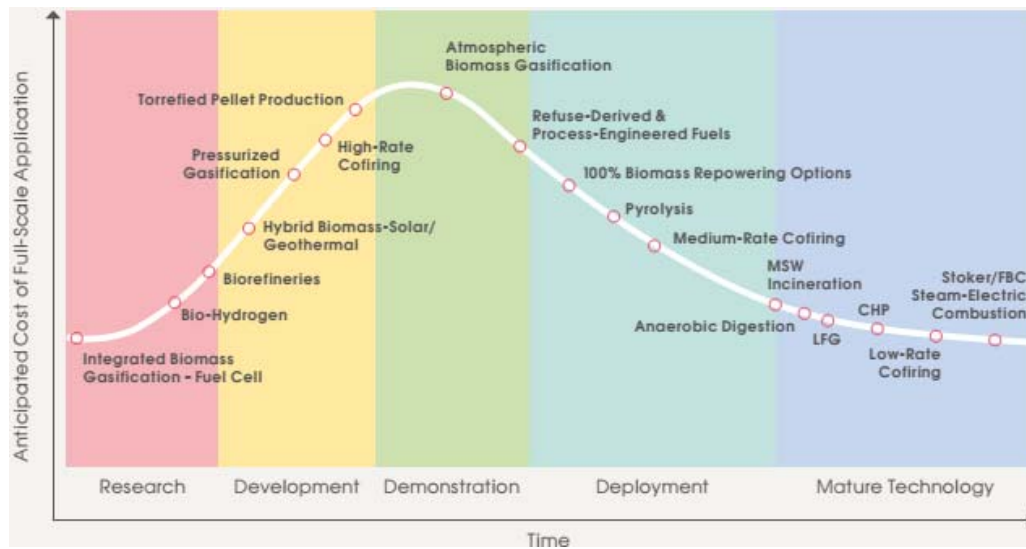 Anticipated Cost of Full-Scale Application
Atmospheric
Biomass Gasification
Torrefied Pellet Production
Refuse-Derived &
Process-Engineered Fuels
High-Rate
Cofiring
Pressurized
Gasification
100% Biomass Repowering Options
Pyrolysis
Hybrid Biomass-Solar/
Geothermal
Medium-Rate Cofiring
Biorefineries
MSW
Incineration
Stoker/FBC
Steam-Electric
Combustion
Bio-Hydrogen
Anaerobic Digestion
LFG
CHP
Low-Rate
Cofiring
Integrated Biomass
Gasification - Fuel Cell
Research
Development
Demonstration
Deployment
Mature Technology
Time